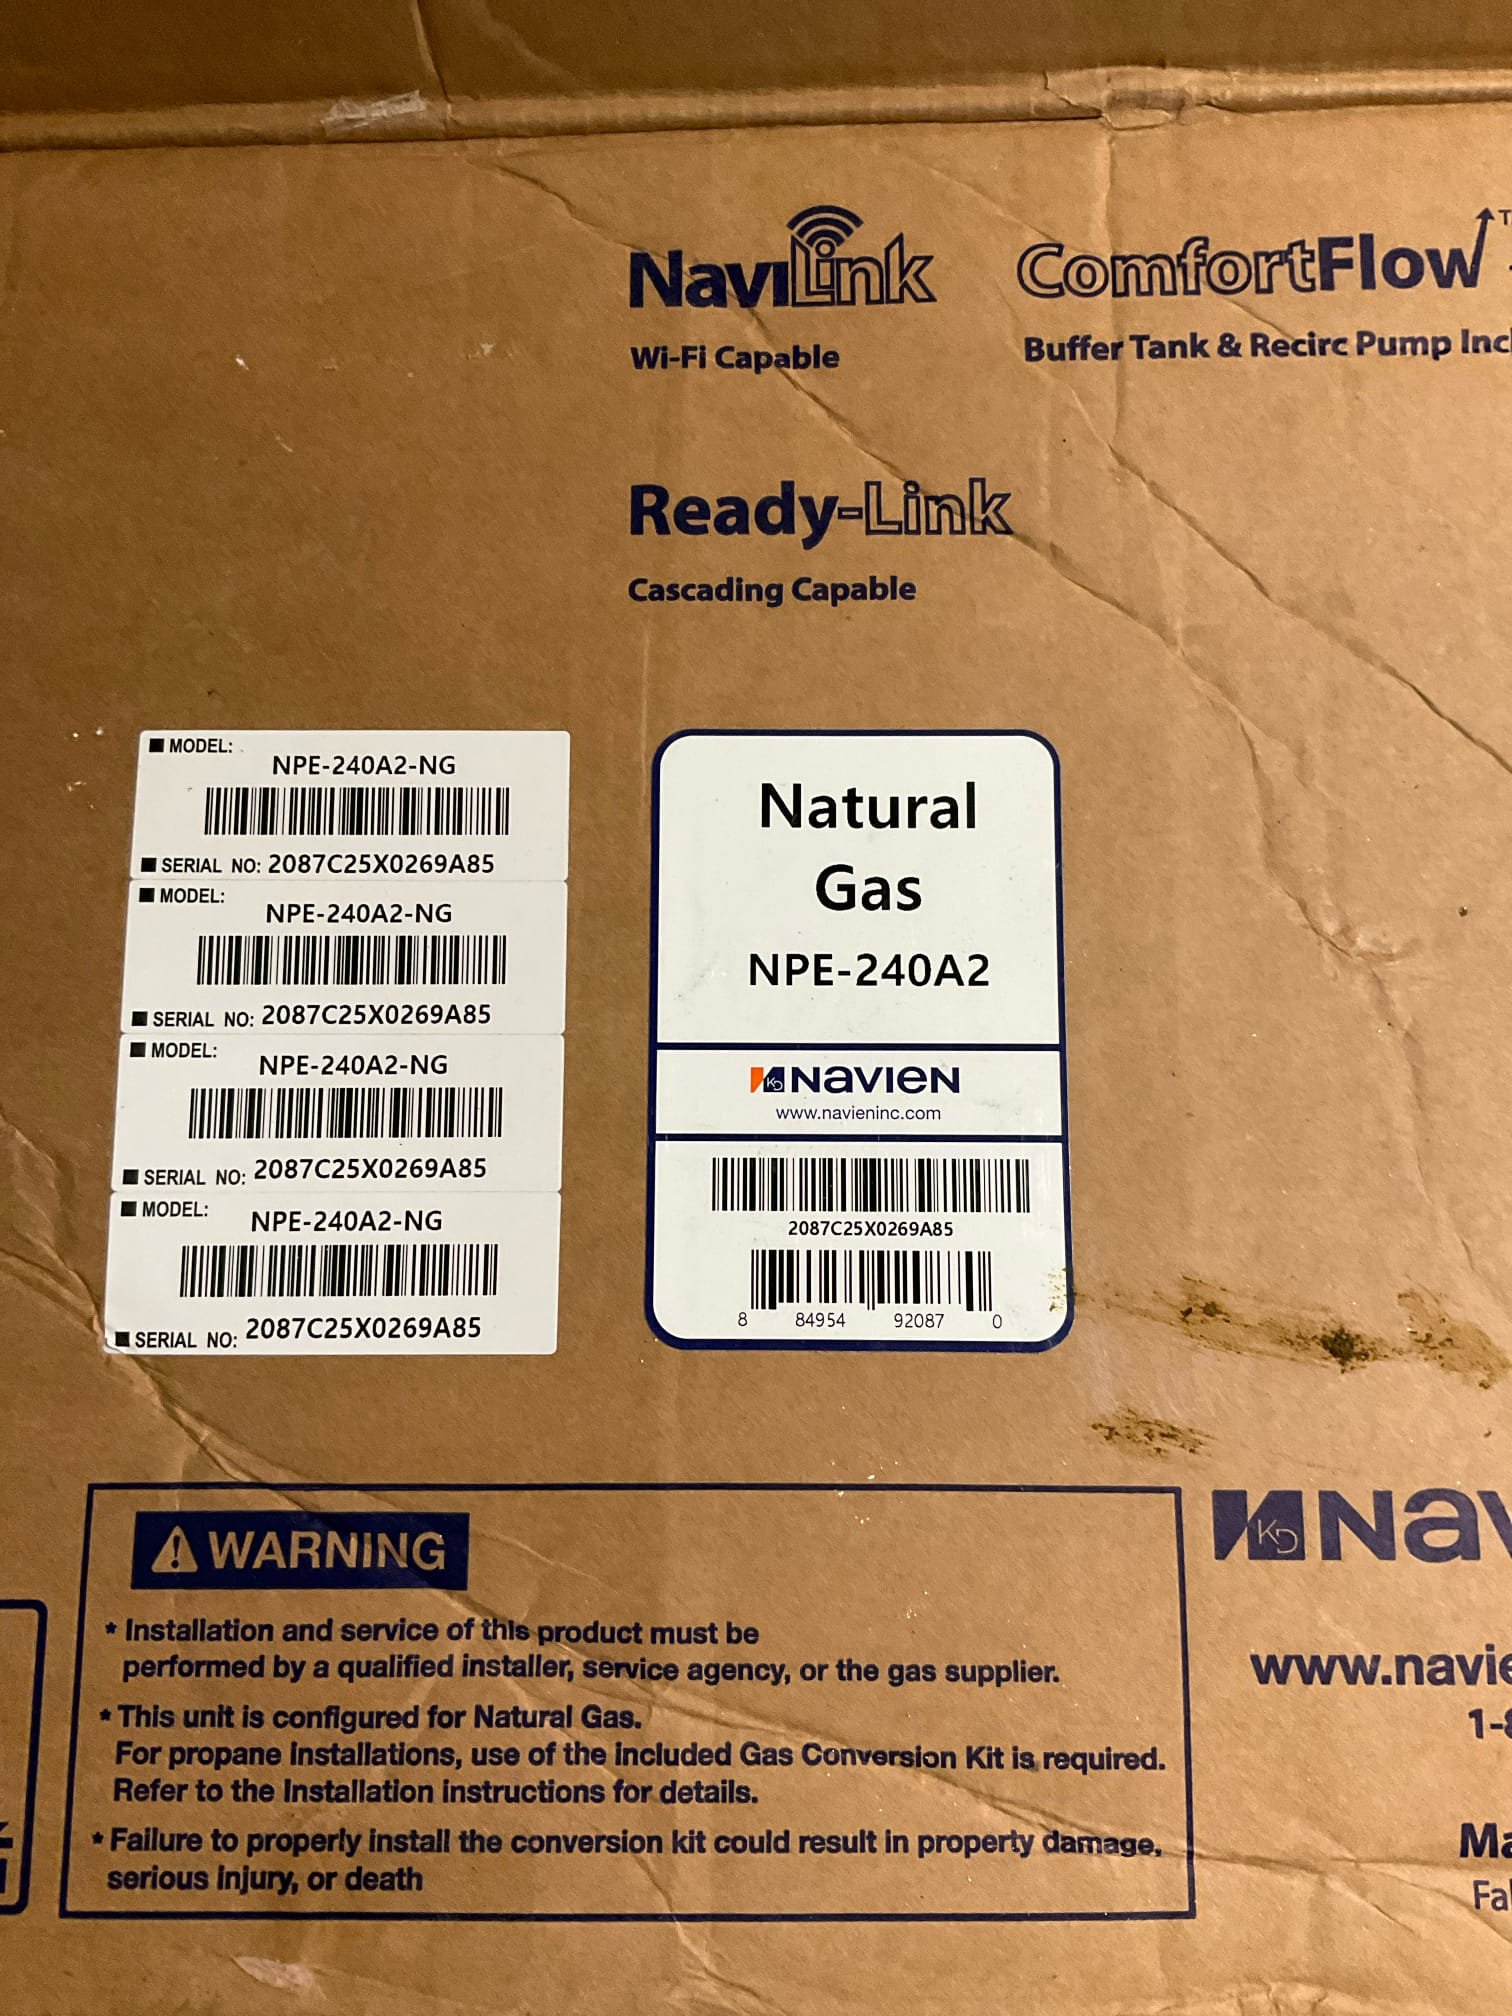 NaviLink
Wi-Fi Capable
ComfortFlow
Buffer Tank & Recirc Pump
Ready-Link
Cascading Capable
MODEL:
NPE-240A2-NG
SERIAL NO: 2087C25X0269A85
MODEL:
NPE-240A2-NG
SERIAL NO: 2087C25X0269A85
MODEL:
NPE-240A2-NG
SERIAL NO: 2087C25X0269A85
MODEL:
NPE-240A2-NG
SERIAL NO: 2087C25X0269A85
Natural
Gas
NPE-240A2
KD NAVIEN
www.navieninc.com
2087C25X0269A85
8 84954 92087 0
WARNING
* Installation and service of this product must be
performed by a qualified installer, service agency, or the gas supplier.
* This unit is configured for Natural Gas.
For propane installations, use of the included Gas Conversion Kit is required.
Refer to the Installation instructions for details.
* Failure to properly install the conversion kit could result in property damage,
serious injury, or death
KD